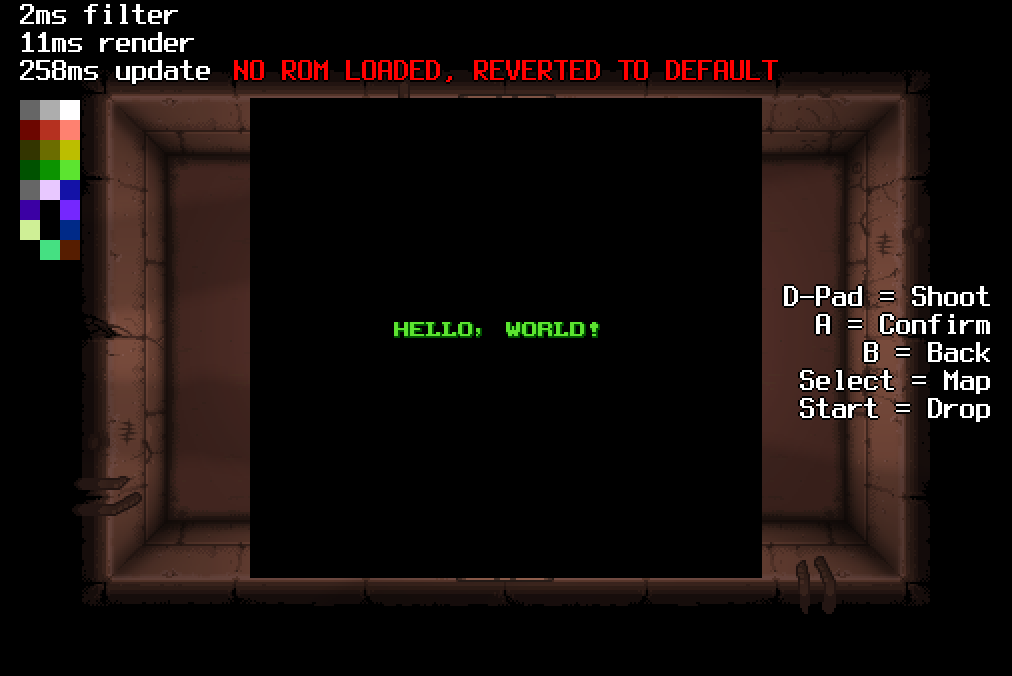 2ms filter
11ms render
258ms update NO ROM LOADED, REVERTED TO DEFAULT
HELLO, WORLD!
D-Pad = Shoot
A = Confirm
B = Back
Select = Map
Start = Drop